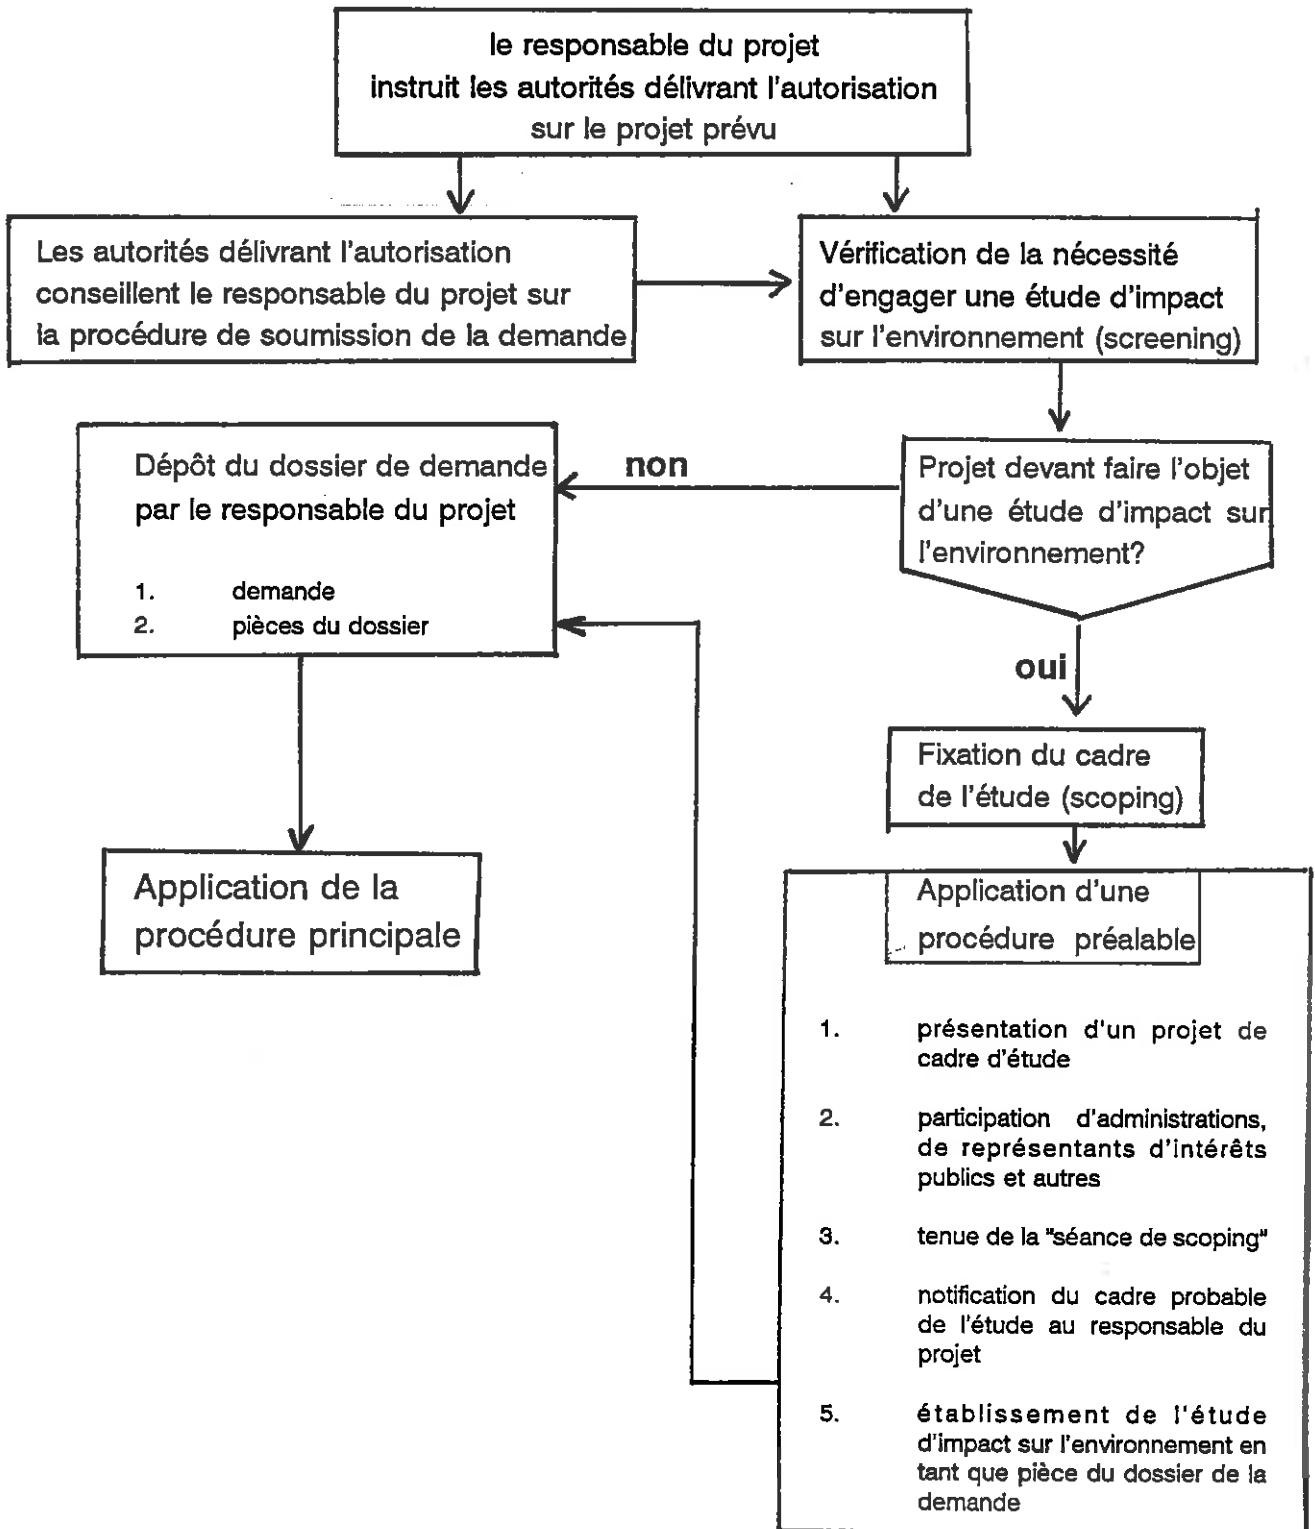 le responsable du projet
instruit les autorités délivrant l'autorisation
sur le projet prévu
Les autorités délivrant l'autorisation
conseillent le responsable du projet sur
la procédure de soumission de la demande
Vérification de la nécessité
d'engager une étude d'impact
sur l'environnement (screening)
Projet devant faire l'objet
d'une étude d'impact sur
l'environnement?
non
Dépôt du dossier de demande
par le responsable du projet
1. demande
2. pièces du dossier
oui
Fixation du cadre
de l'étude (scoping)
Application de la
procédure principale
Application d'une
procédure préalable
1. présentation d'un projet de
cadre d'étude
2. participation d'administrations,
de représentants d'intérêts
publics et autres
3. tenue de la "séance de scoping"
4. notification du cadre probable
de l'étude au responsable du
projet
5. établissement de l'étude
d'impact sur l'environnement en
tant que pièce du dossier de la
demande